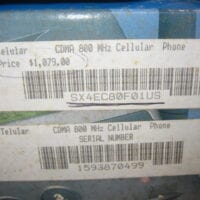 Telular CDMA 800 MHz Cellular Phone
Price $1,079.00
SX4EC80F01US
Telular CDMA 800 MHz Cellular Phone
SERIAL NUMBER
1593870499